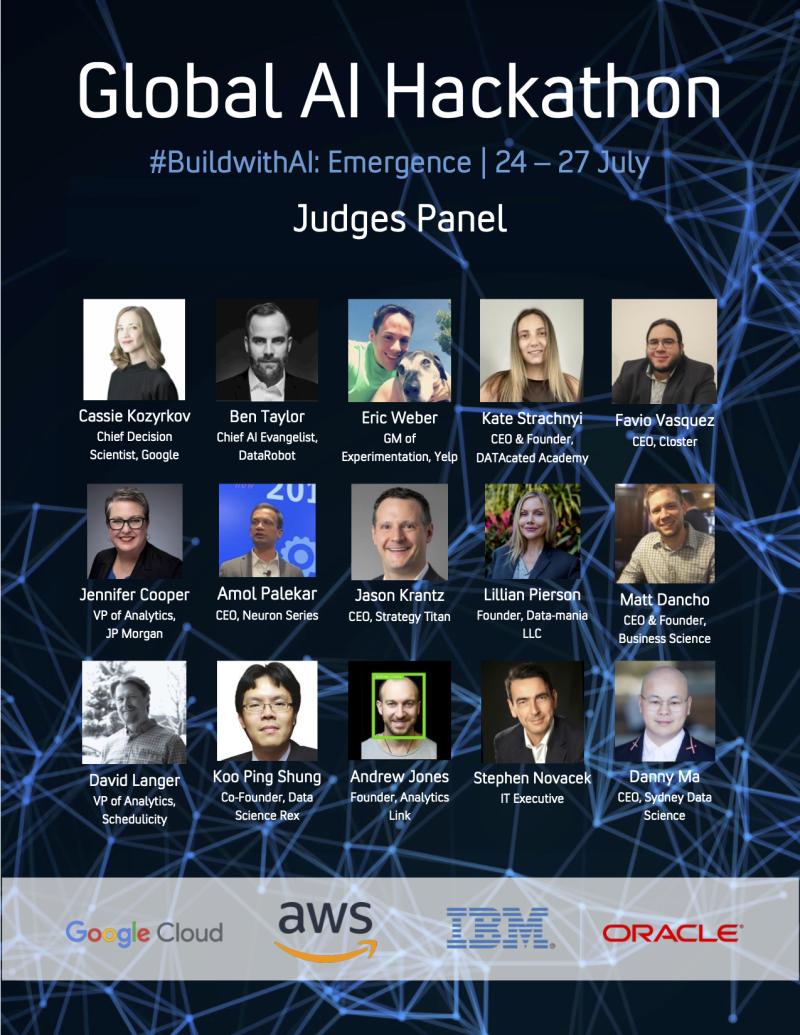 Global AI Hackathon
#BuildwithAI: Emergence | 24 – 27 July
Judges Panel
Cassie Kozyrkov
Chief Decision
Scientist, Google
Ben Taylor
Chief AI Evangelist,
DataRobot
Eric Weber
GM of
Experimentation, Yelp
Kate Strachnyi
CEO & Founder,
DATAcated Academy
Favio Vasquez
CEO, Closter
201
Jennifer Cooper
VP of Analytics,
JP Morgan
Amol Palekar
CEO, Neuron Series
Jason Krantz
CEO, Strategy Titan
Lillian Pierson
Founder, Data-mania
LLC
Matt Dancho
CEO & Founder,
Business Science
David Langer
VP of Analytics,
Schedulicity
Koo Ping Shung
Co-Founder, Data
Science Rex
Andrew Jones
Founder, Analytics
Link
Stephen Novacek
IT Executive
Danny Ma
CEO, Sydney Data
Science
Google Cloud
aws
IBM®
ORACLE®